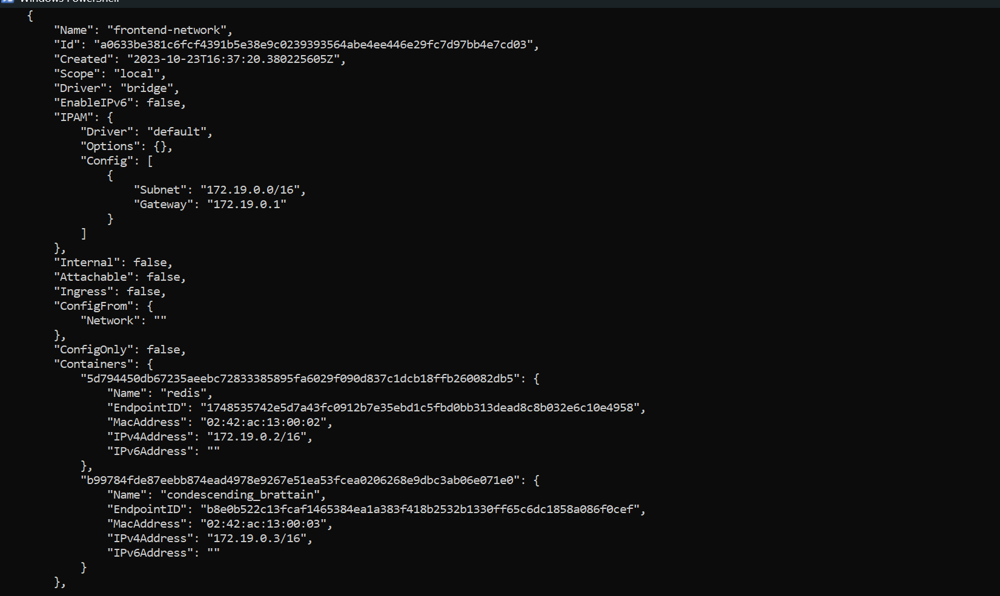 Windows PowerShell
{
"Name": "frontend-network",
"Id": "a0633be381c6fcf4391b5e38e9c0239393564abe4ee446e29fc7d97bb4e7cd03",
"Created": "2023-10-23T16:37:20.380225605Z",
"Scope": "local",
"Driver": "bridge",
"EnableIPv6": false,
"IPAM": {
"Driver": "default",
"Options": {},
"Config": [
{
"Subnet": "172.19.0.0/16",
"Gateway": "172.19.0.1"
}
]
},
"Internal": false,
"Attachable": false,
"Ingress": false,
"ConfigFrom": {
"Network": ""
},
"ConfigOnly": false,
"Containers": {
"5d794450db67235aeebc72833385895fa6029f090d837c1dcb18ffb260082db5": {
"Name": "redis",
"EndpointID": "1748535742e5d7a43fc0912b7e35ebd1c5fbd0bb313dead8c8b032e6c10e4958",
"MacAddress": "02:42:ac:13:00:02",
"IPv4Address": "172.19.0.2/16",
"IPv6Address": ""
},
"b99784fde87eebb874ead4978e9267e51ea53fcea0206268e9dbc3ab06e071e0": {
"Name": "condescending_brattain",
"EndpointID": "b8e0b522c13fcaf1465384ea1a383f418b2532b1330ff65c6dc1858a086f0cef",
"MacAddress": "02:42:ac:13:00:03",
"IPv4Address": "172.19.0.3/16",
"IPv6Address": ""
}
},